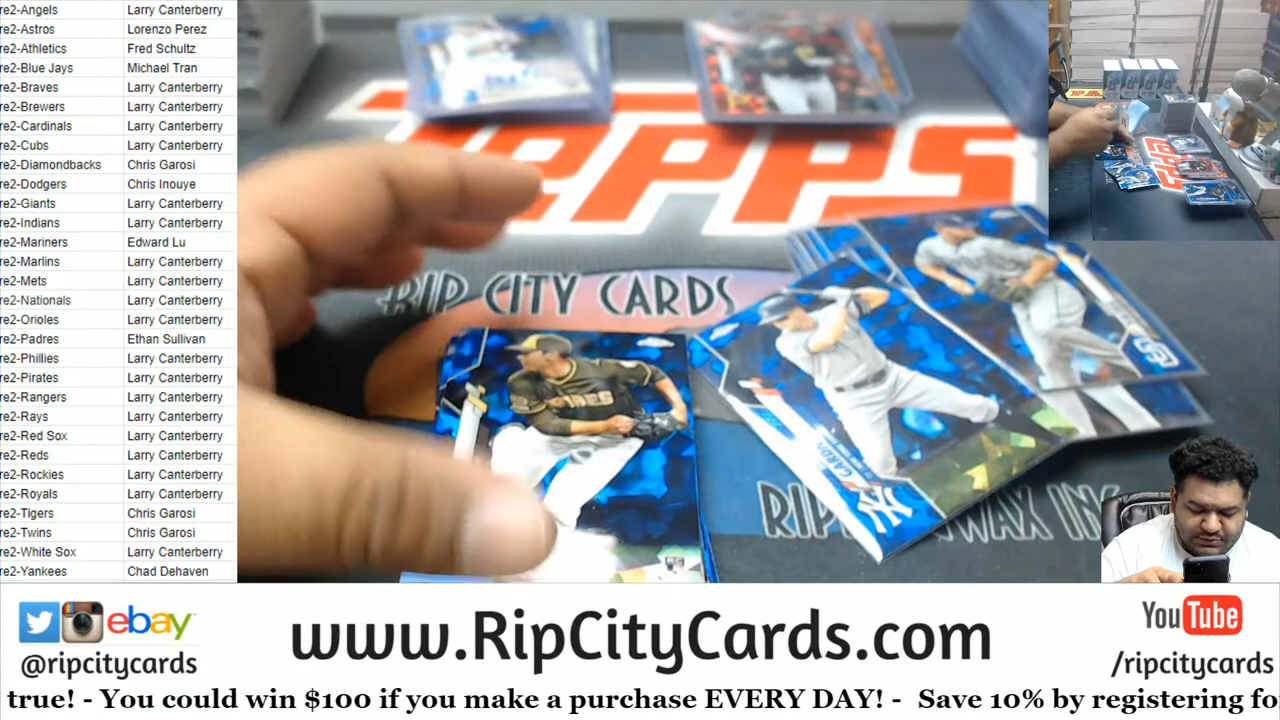 re2-Angels Larry Canterberry
re2-Astros Lorenzo Perez
re2-Athletics Fred Schultz
re2-Blue Jays Michael Tran
re2-Braves Larry Canterberry
re2-Brewers Larry Canterberry
re2-Cardinals Larry Canterberry
re2-Cubs Larry Canterberry
re2-Diamondbacks Chris Garosi
re2-Dodgers Chris Inouye
re2-Giants Larry Canterberry
re2-Indians Larry Canterberry
re2-Mariners Edward Lu
re2-Marlins Larry Canterberry
re2-Mets Larry Canterberry
re2-Nationals Larry Canterberry
re2-Orioles Larry Canterberry
re2-Padres Ethan Sullivan
re2-Phillies Larry Canterberry
re2-Pirates Larry Canterberry
re2-Rangers Larry Canterberry
re2-Rays Larry Canterberry
re2-Red Sox Larry Canterberry
re2-Reds Larry Canterberry
re2-Rockies Larry Canterberry
re2-Royals Larry Canterberry
re2-Tigers Chris Garosi
re2-Twins Chris Garosi
re2-White Sox Larry Canterberry
re2-Yankees Chad Dehaven
TOPPS
RIP CITY CARDS
RC
ebay
@ripcitycards
www.RipCityCards.com
YouTube
/ripcitycards
true! - You could win $100 if you make a purchase EVERY DAY! - Save 10% by registering fo